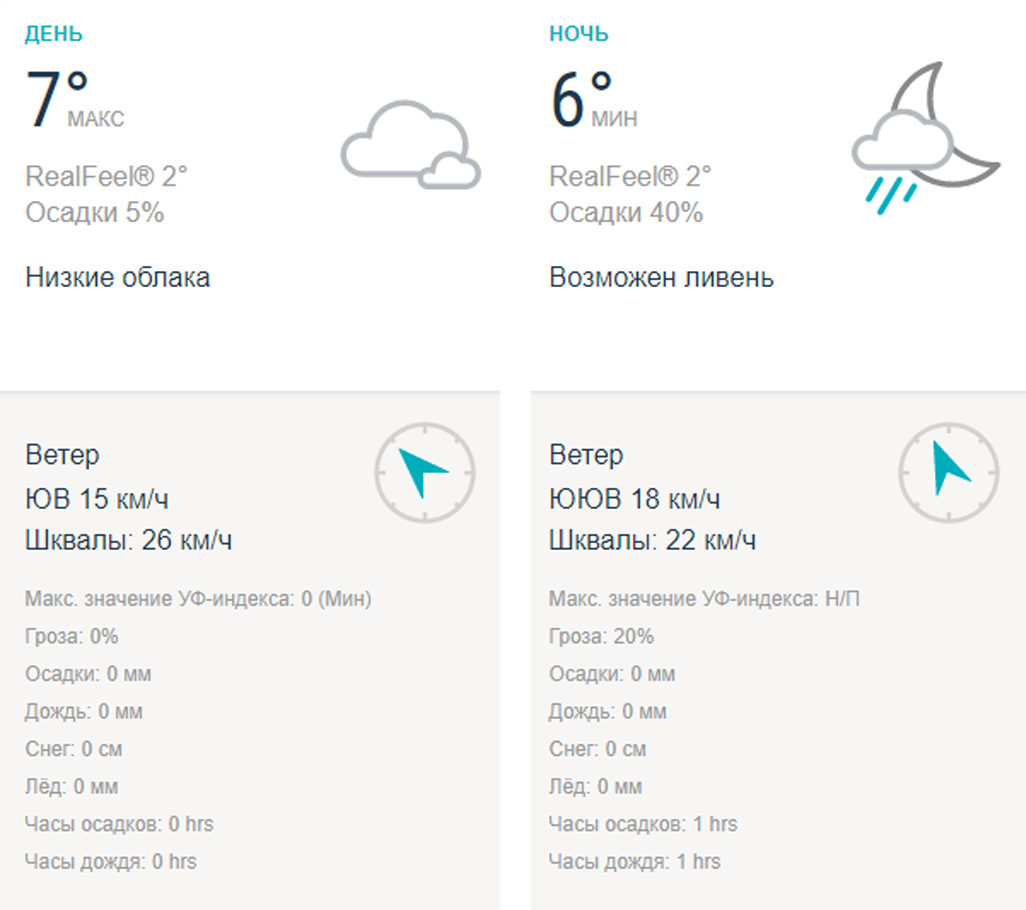 ДЕНЬ
7° МАКС
RealFeel® 2°
Осадки 5%
Низкие облака
Ветер
ЮВ 15 км/ч
Шквалы: 26 км/ч
Макс. значение УФ-индекса: 0 (Мин)
Гроза: 0%
Осадки: 0 мм
Дождь: 0 мм
Снег: 0 см
Лёд: 0 мм
Часы осадков: 0 hrs
Часы дождя: 0 hrs
НОЧЬ
6° МИН
RealFeel® 2°
Осадки 40%
Возможен ливень
Ветер
ЮЮВ 18 км/ч
Шквалы: 22 км/ч
Макс. значение УФ-индекса: Н/П
Гроза: 20%
Осадки: 0 мм
Дождь: 0 мм
Снег: 0 см
Лёд: 0 мм
Часы осадков: 1 hrs
Часы дождя: 1 hrs